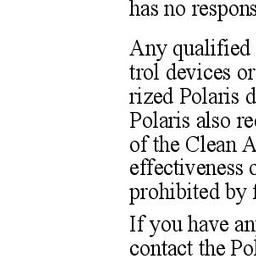 has no respons
Any qualified
trol devices or
rized Polaris d
Polaris also re
of the Clean A
effectiveness o
prohibited by f
If you have an
contact the Pol